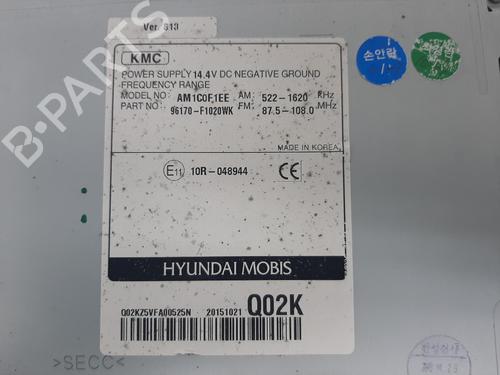 Ver. 613
KMC
POWER SUPPLY 14.4V DC NEGATIVE GROUND
FREQUENCY RANGE
MODEL NO AM1C0F1EE AM: 522-1620 KHz
PART NO 96170-F1020WK FM: 87.5-108.0 MHz
MADE IN KOREA
E11 10R-048944 CE
HYUNDAI MOBIS
Q02KZ5VFA00525N 20151021 Q02K
>SECC<
손안락
B-PARTS